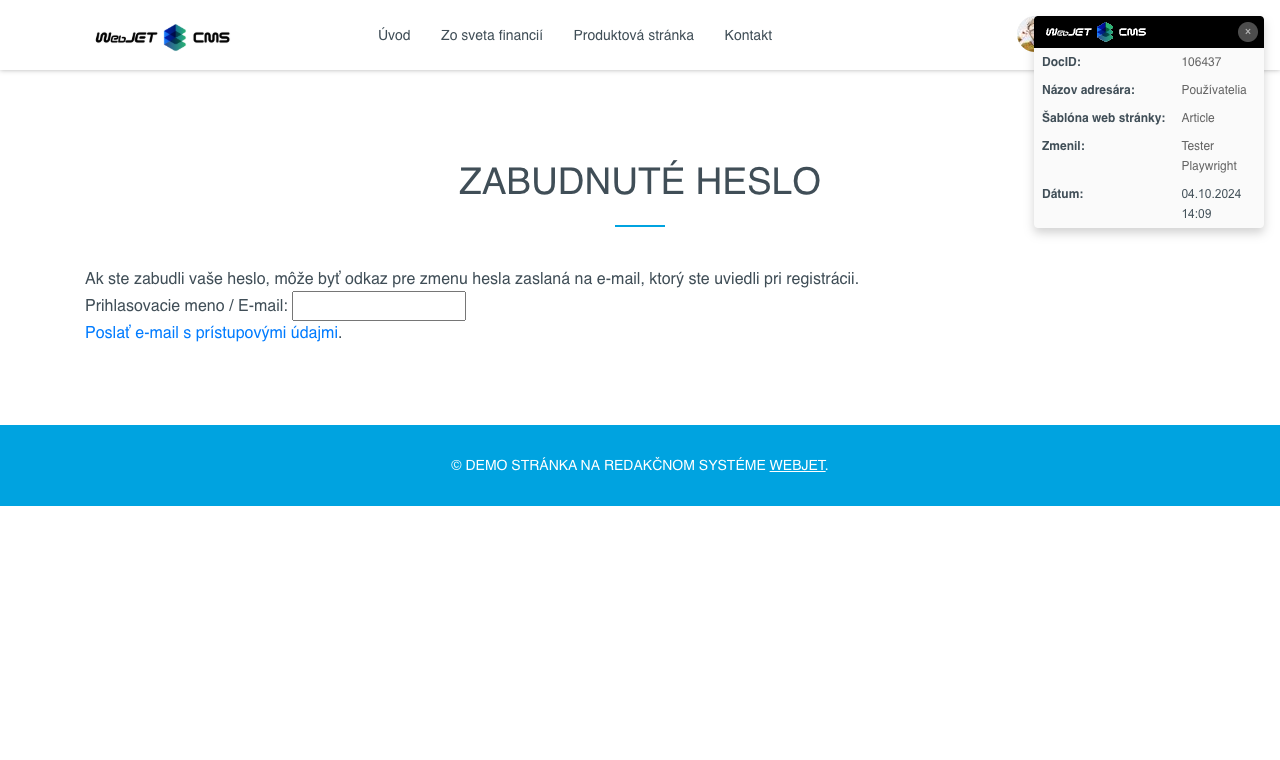 WebJET CMS
Úvod Zo sveta financií Produktová stránka Kontakt
WebJET CMS ×
DocID: 106437
Názov adresára: Používatelia
Šablóna web stránky: Article
Zmenil: Tester
Playwright
Dátum: 04.10.2024
14:09
ZABUDNUTÉ HESLO
Ak ste zabudli vaše heslo, môže byť odkaz pre zmenu hesla zaslaná na e-mail, ktorý ste uviedli pri registrácii.
Prihlasovacie meno / E-mail:
Poslať e-mail s prístupovými údajmi.
© DEMO STRÁNKA NA REDAKČNOM SYSTÉME WEBJET.